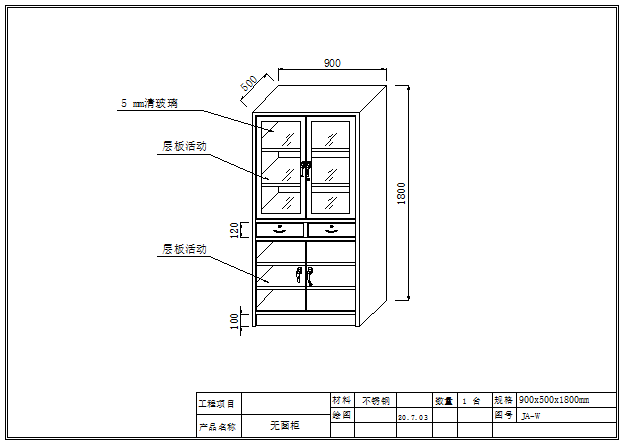 900
500
5 mm清玻璃
层板活动
1800
120
层板活动
100
工程项目 材料 不锈钢 数量 1 台 规格 900x500x1800mm
绘图 20.7.03 图号 JA-W
产品名称 无面柜